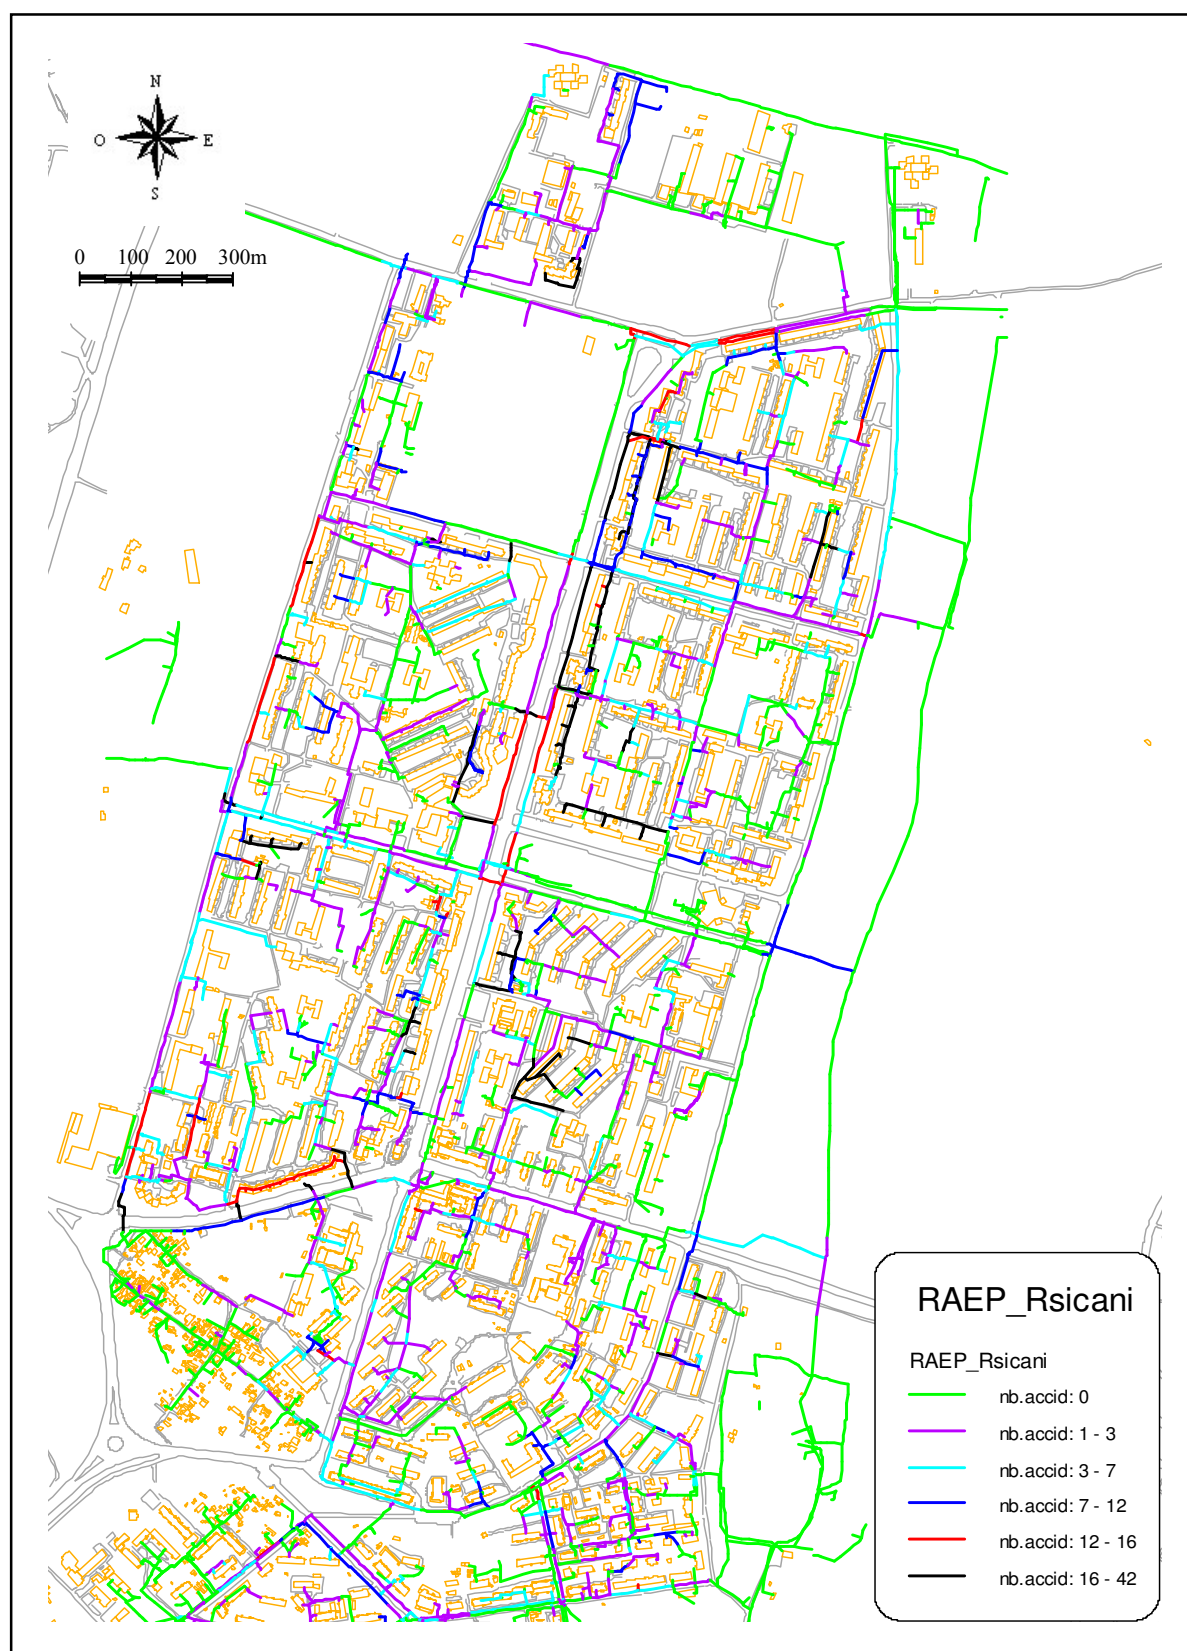 N
O E
S
0 100 200 300m
RAEP_Rsicani
RAEP_Rsicani
nb.accid: 0
nb.accid: 1 - 3
nb.accid: 3 - 7
nb.accid: 7 - 12
nb.accid: 12 - 16
nb.accid: 16 - 42